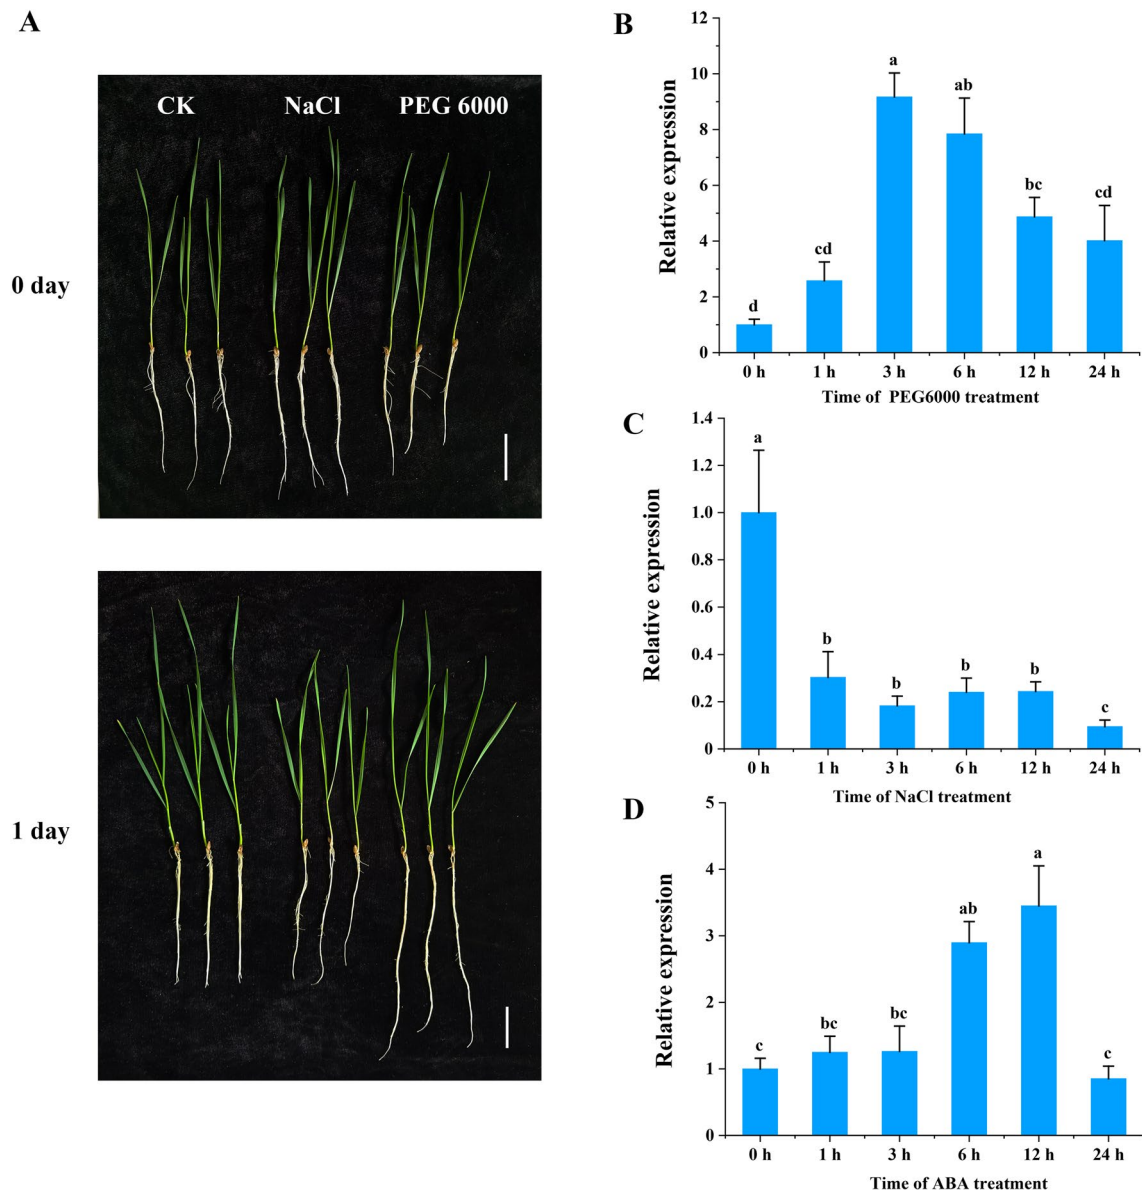 A
CK NaCl PEG 6000
0 day
1 day
B
12
10
8
6
4
2
0
Relative expression
d cd a ab bc cd
0 h 1 h 3 h 6 h 12 h 24 h
Time of PEG6000 treatment
C
1.4
1.2
1.0
0.8
0.6
0.4
0.2
0
Relative expression
a b b b b c
0 h 1 h 3 h 6 h 12 h 24 h
Time of NaCl treatment
D
5
4
3
2
1
0
Relative expression
c bc bc ab a c
0 h 1 h 3 h 6 h 12 h 24 h
Time of ABA treatment